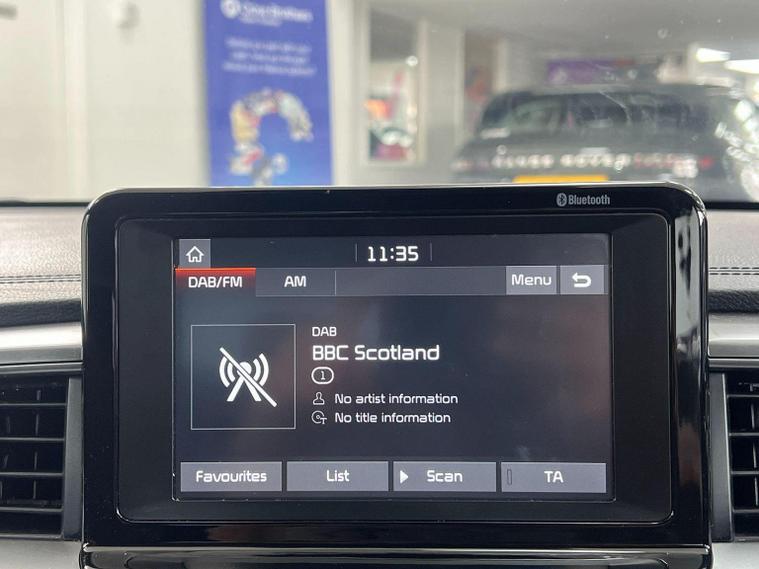 Bluetooth
11:35
DAB/FM
AM
Menu
DAB
BBC Scotland
1
No artist information
No title information
Favourites
List
Scan
TA